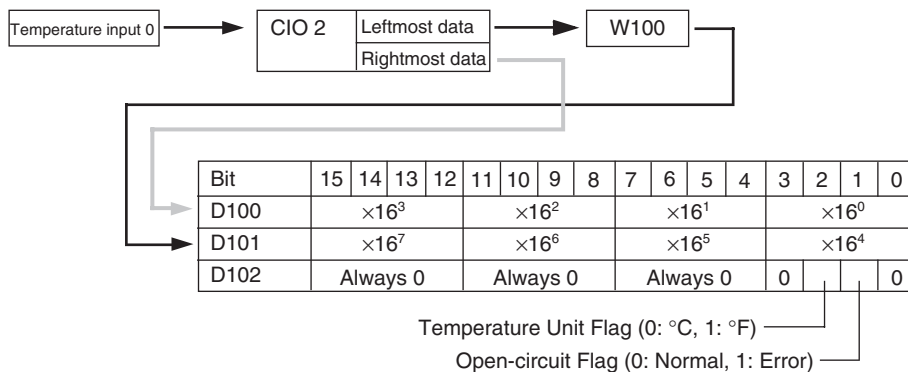 Temperature input 0
CIO 2
Leftmost data
Rightmost data
W100
Bit 15 14 13 12 11 10 9 8 7 6 5 4 3 2 1 0
D100 ×16³ ×16² ×16¹ ×16⁰
D101 ×16⁷ ×16⁶ ×16⁵ ×16⁴
D102 Always 0 Always 0 Always 0 0 0
Temperature Unit Flag (0: °C, 1: °F)
Open-circuit Flag (0: Normal, 1: Error)